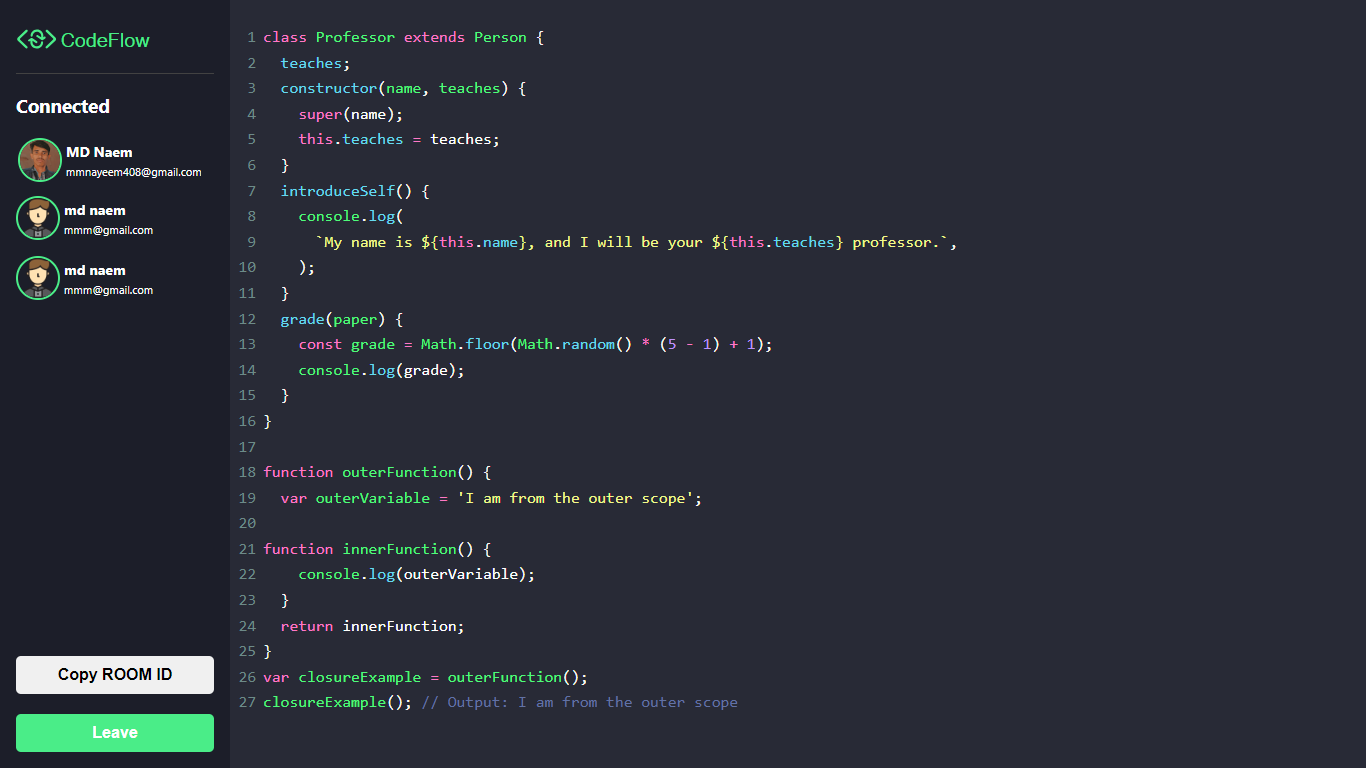 CodeFlow
Connected
MD Naem
mmnayeem408@gmail.com
md naem
mmm@gmail.com
md naem
mmm@gmail.com
Copy ROOM ID
Leave
1 class Professor extends Person {
2   teaches;
3   constructor(name, teaches) {
4     super(name);
5     this.teaches = teaches;
6   }
7   introduceSelf() {
8     console.log(
9       `My name is ${this.name}, and I will be your ${this.teaches} professor.`,
10     );
11   }
12   grade(paper) {
13     const grade = Math.floor(Math.random() * (5 - 1) + 1);
14     console.log(grade);
15   }
16 }
17
18 function outerFunction() {
19   var outerVariable = 'I am from the outer scope';
20
21 function innerFunction() {
22     console.log(outerVariable);
23   }
24   return innerFunction;
25 }
26 var closureExample = outerFunction();
27 closureExample(); // Output: I am from the outer scope